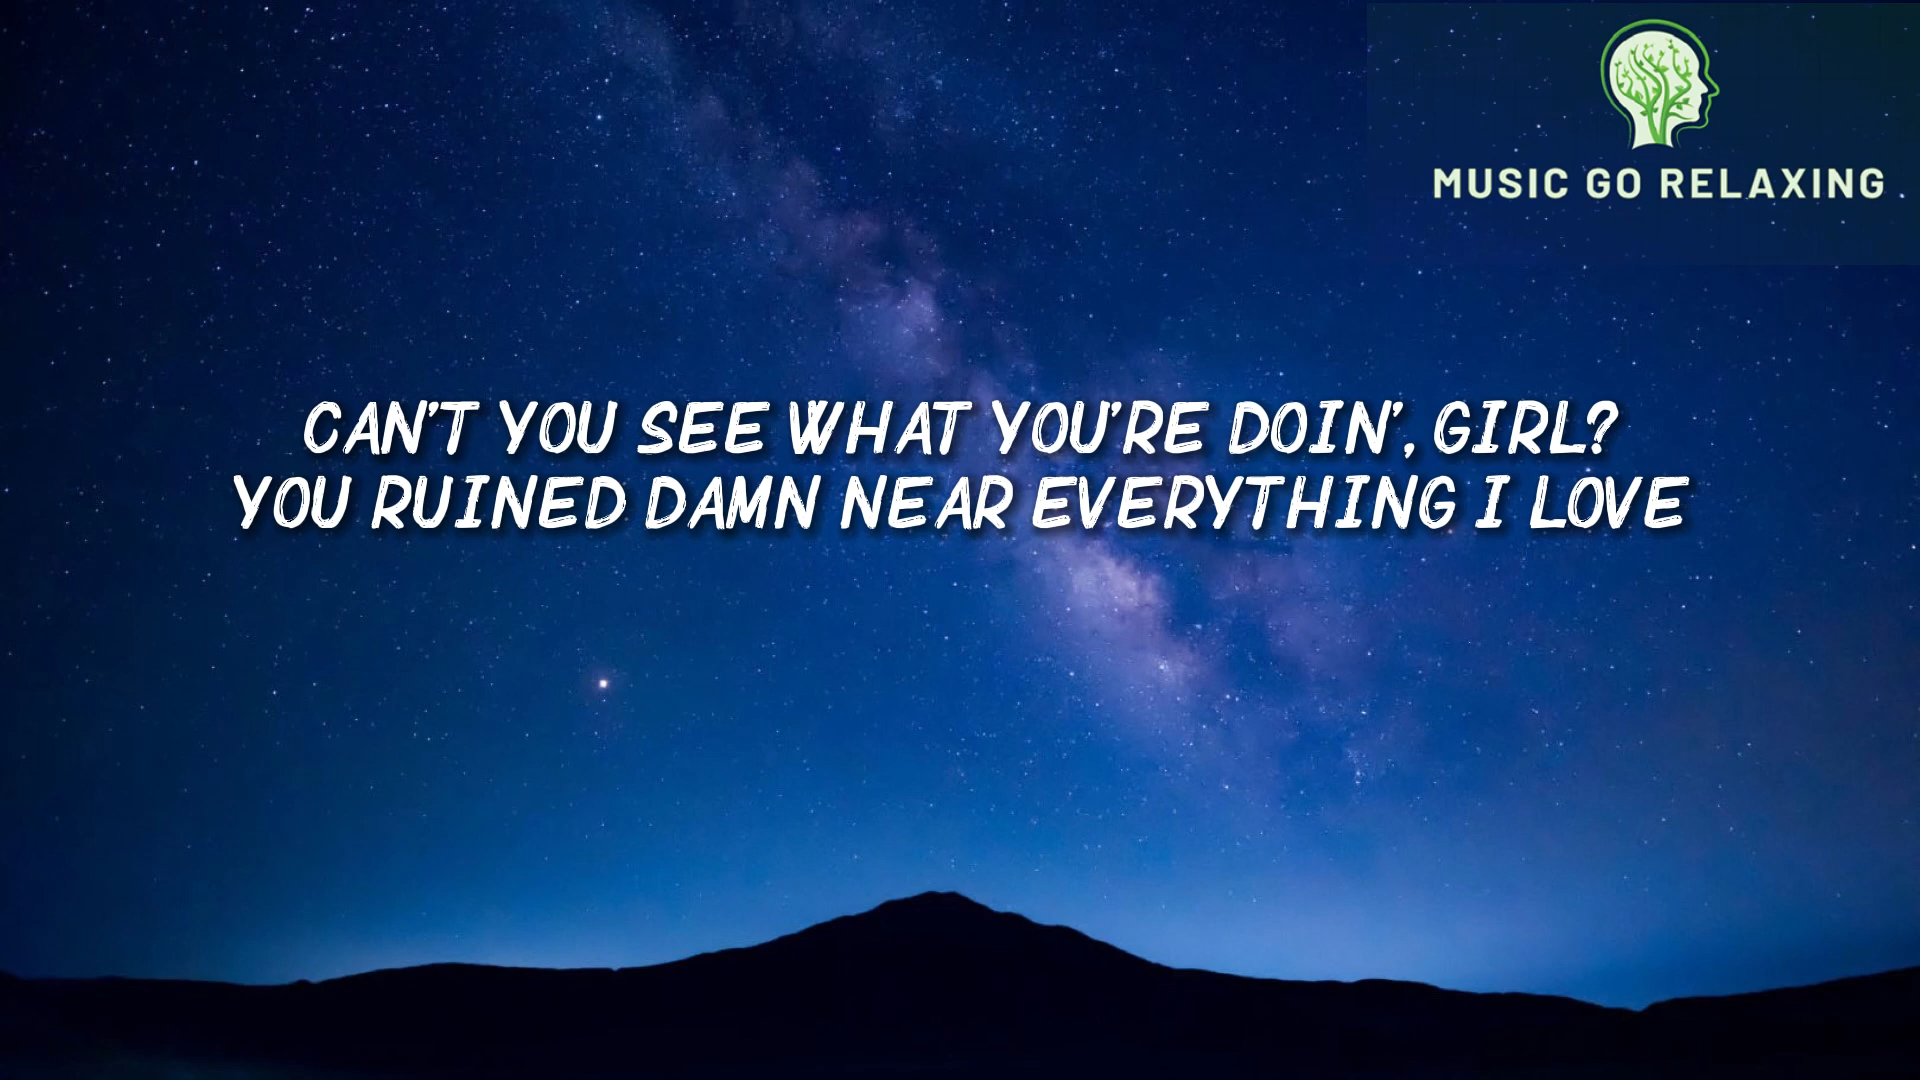 MUSIC GO RELAXING
CAN'T YOU SEE WHAT YOU'RE DOIN', GIRL?
YOU RUINED DAMN NEAR EVERYTHING I LOVE